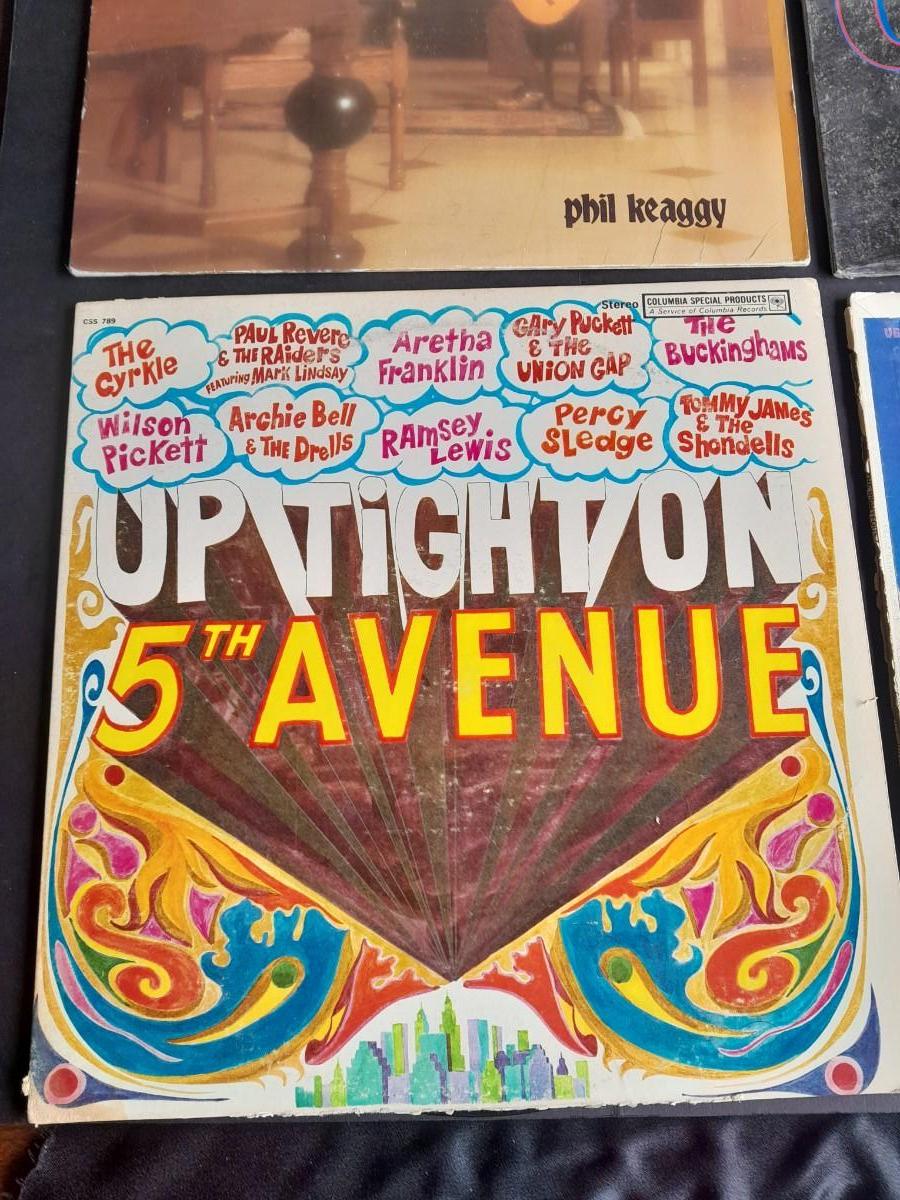 phil keaggy
CSS 789
Stereo
COLUMBIA SPECIAL PRODUCTS
A Service of Columbia Records
THE
Cyrkle
PAUL Revere
& THE RAiders
FEATURING MARK LINDSAY
Aretha
Franklin
GARY PUCKETT
& THE
UNION GAP
THE
BUCKINGHAMS
Wilson
PICKETT
Archie Bell
& THE Drells
RAMSEY
LEWIS
PERCY
SLedge
TOMMY JAMES
& THE
Shondells
UP TiGHT ON
5TH AVENUE